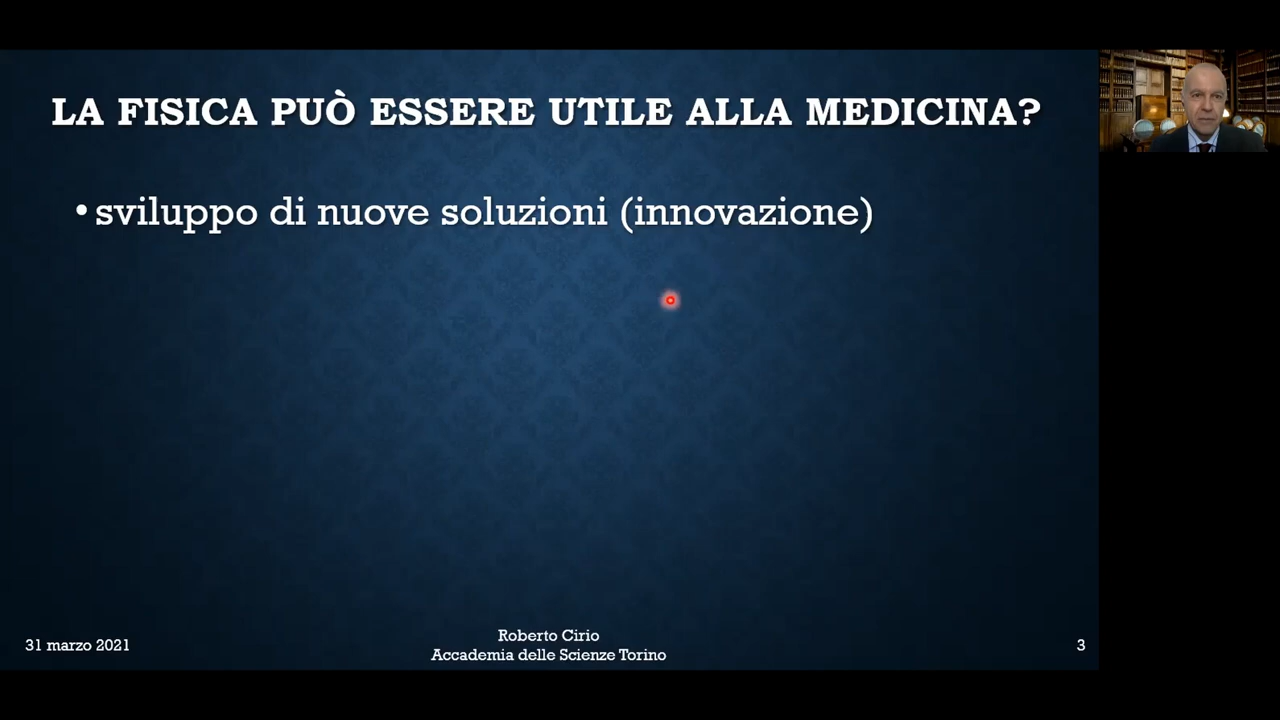 LA FISICA PUÒ ESSERE UTILE ALLA MEDICINA?
• sviluppo di nuove soluzioni (innovazione)
31 marzo 2021
Roberto Cirio
Accademia delle Scienze Torino
3